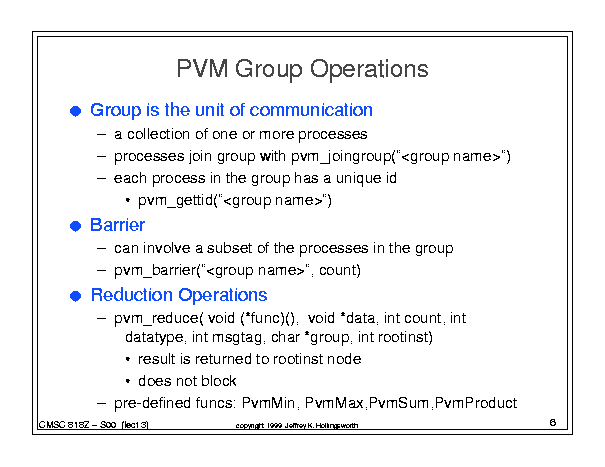 PVM Group Operations
Group is the unit of communication
– a collection of one or more processes
– processes join group with pvm_joingroup("<group name>")
– each process in the group has a unique id
• pvm_gettid("<group name>")
Barrier
– can involve a subset of the processes in the group
– pvm_barrier("<group name>", count)
Reduction Operations
– pvm_reduce( void (*func)(), void *data, int count, int
datatype, int msgtag, char *group, int rootinst)
• result is returned to rootinst node
• does not block
– pre-defined funcs: PvmMin, PvmMax,PvmSum,PvmProduct
CMSC 818Z – S00 (lect 3)
copyright 1999 Jeffrey K. Hollingsworth
6